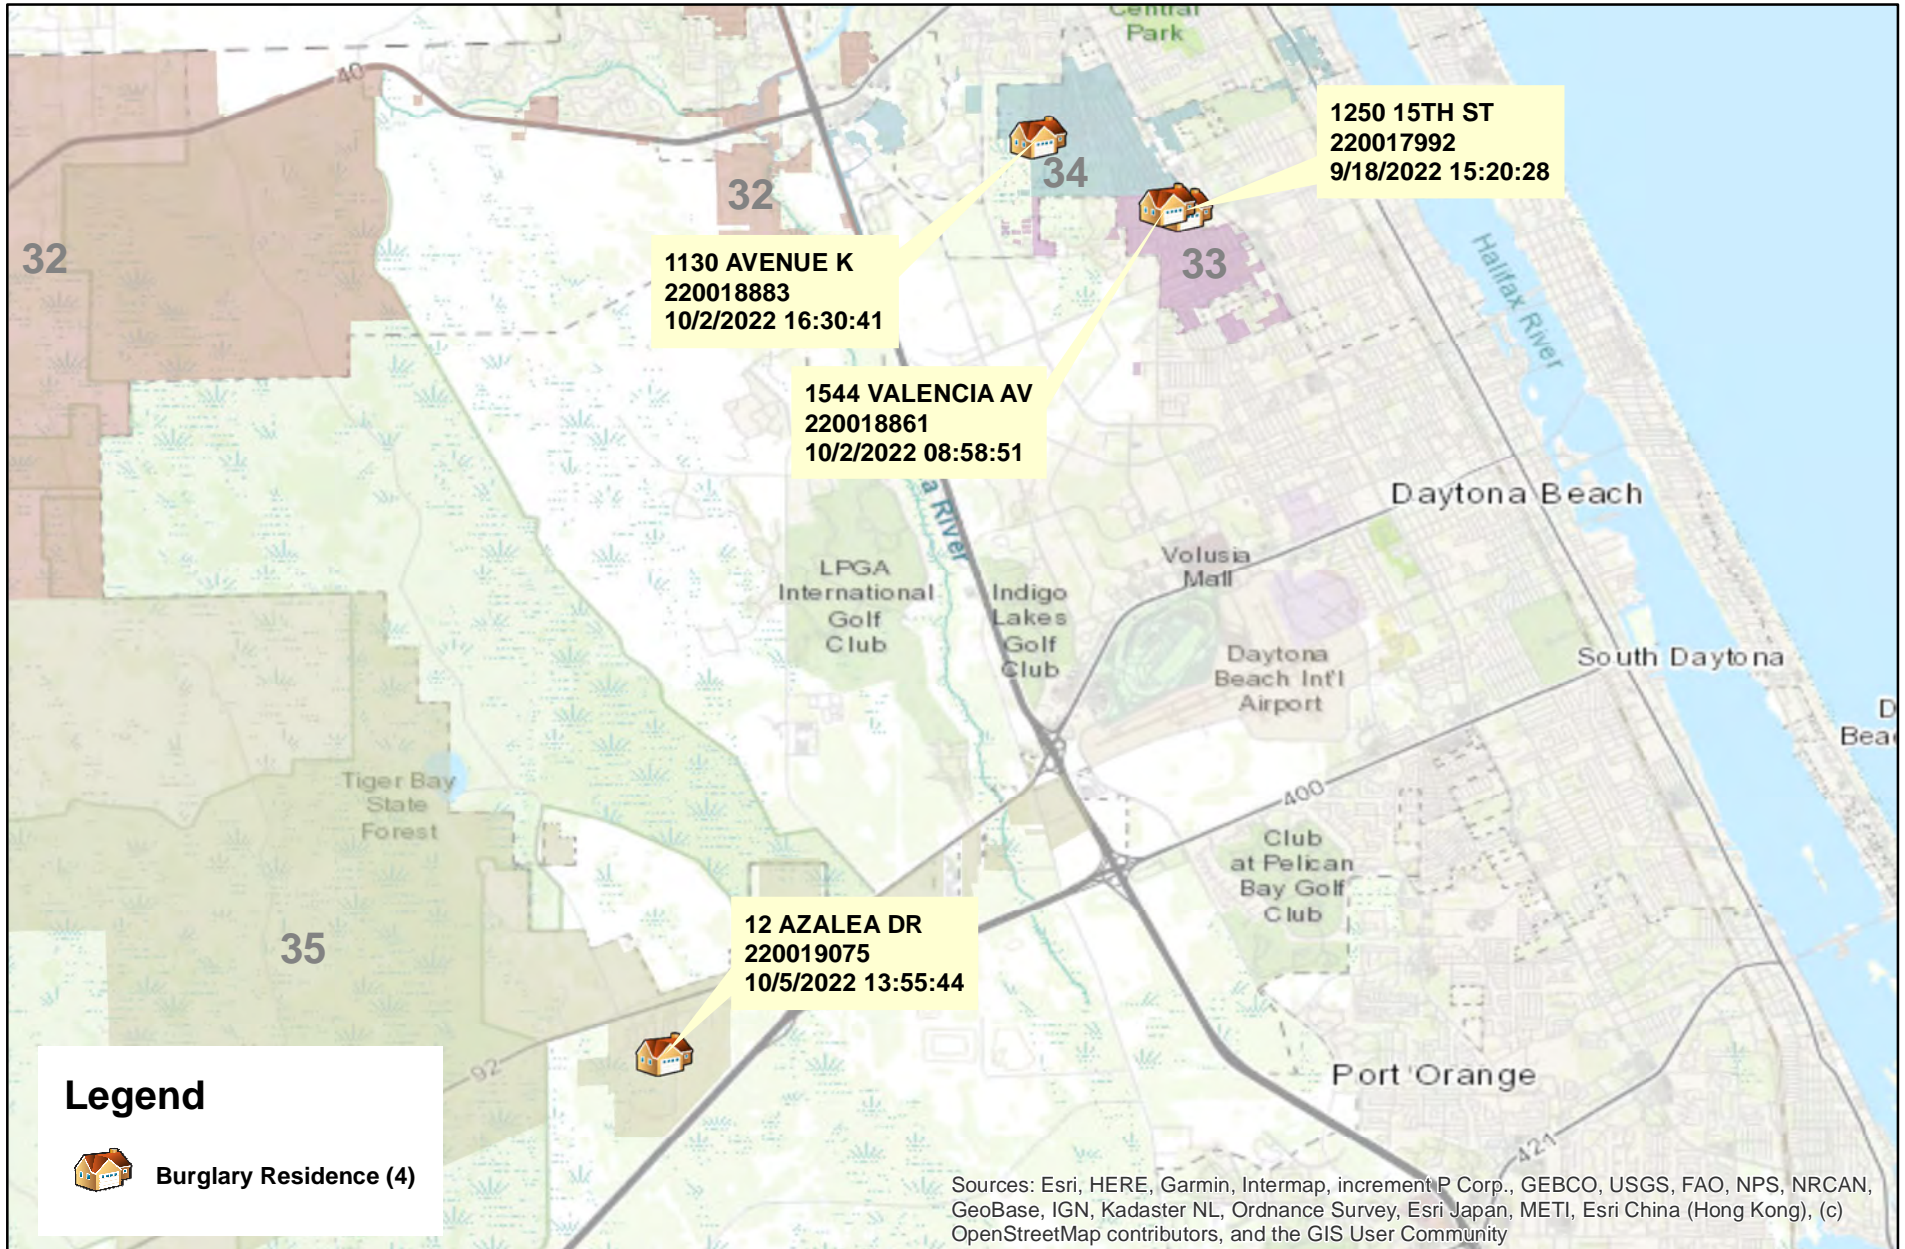 Central
Park
40
1250 15TH ST
220017992
9/18/2022 15:20:28
34
32
32
33
1130 AVENUE K
220018883
10/2/2022 16:30:41
Halifax River
1544 VALENCIA AV
220018861
10/2/2022 08:58:51
a River
Daytona Beach
LPGA
International
Golf
Club
Indigo
Lakes
Golf
Club
Volusia
Mall
Daytona
Beach Int'l
Airport
South Daytona
D
Bea
Tiger Bay
State
Forest
400
Club
at Pelican
Bay Golf
Club
35
12 AZALEA DR
220019075
10/5/2022 13:55:44
92
Port Orange
421
Legend
Burglary Residence (4)
Sources: Esri, HERE, Garmin, Intermap, increment P Corp., GEBCO, USGS, FAO, NPS, NRCAN,
GeoBase, IGN, Kadaster NL, Ordnance Survey, Esri Japan, METI, Esri China (Hong Kong), (c)
OpenStreetMap contributors, and the GIS User Community